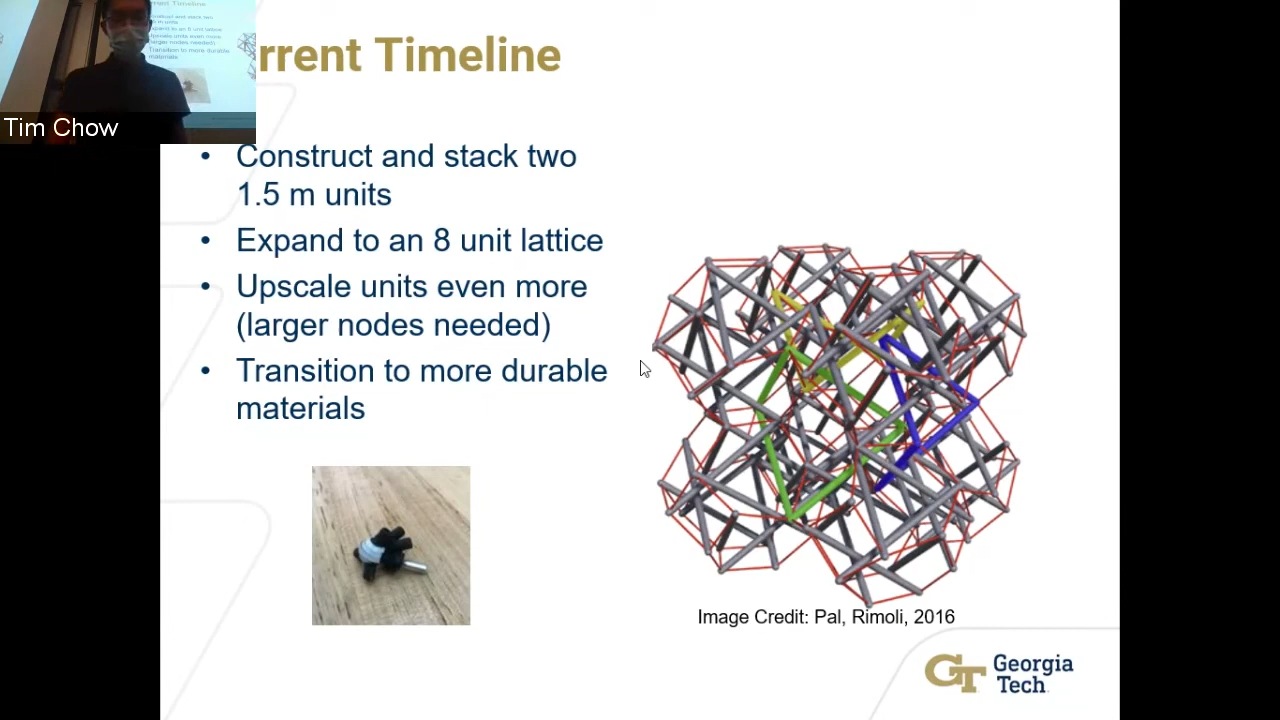 rrent Timeline
Tim Chow
• Construct and stack two
1.5 m units
• Expand to an 8 unit lattice
• Upscale units even more
(larger nodes needed)
• Transition to more durable
materials
Image Credit: Pal, Rimoli, 2016
GT Georgia
Tech